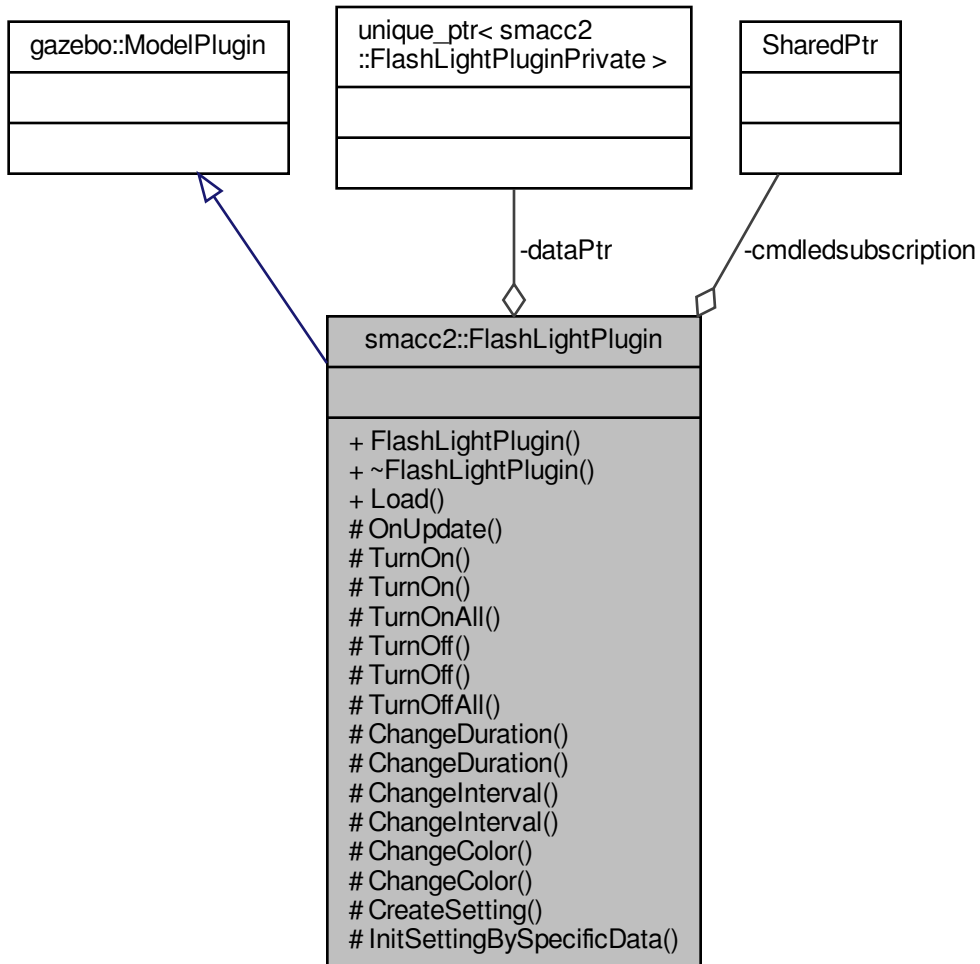 gazebo::ModelPlugin
unique_ptr< smacc2
::FlashLightPluginPrivate >
SharedPtr
-dataPtr
-cmdledsubscription
smacc2::FlashLightPlugin
+ FlashLightPlugin()
+ ~FlashLightPlugin()
+ Load()
# OnUpdate()
# TurnOn()
# TurnOn()
# TurnOnAll()
# TurnOff()
# TurnOff()
# TurnOffAll()
# ChangeDuration()
# ChangeDuration()
# ChangeInterval()
# ChangeInterval()
# ChangeColor()
# ChangeColor()
# CreateSetting()
# InitSettingBySpecificData()